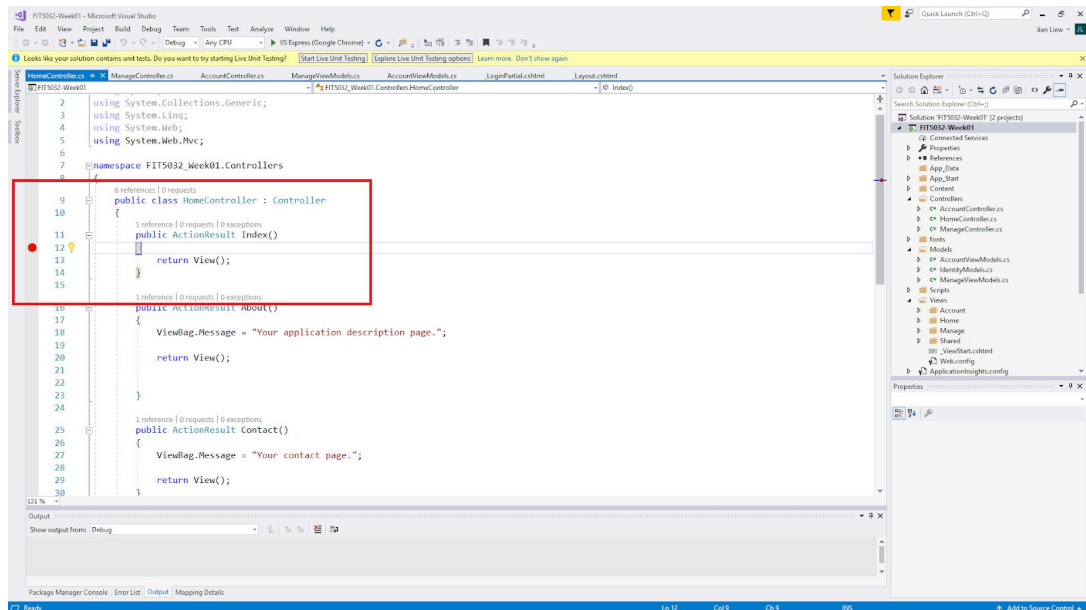 FIT5032-Week01 - Microsoft Visual Studio
Quick Launch (Ctrl+Q)
File Edit View Project Build Debug Team Tools Test Analyze Window Help
Jian Liew
JL
Debug Any CPU IIS Express (Google Chrome)
Looks like your solution contains unit tests. Do you want to try starting Live Unit Testing? Start Live Unit Testing Explore Live Unit Testing options Learn more Don't show again
Server Explorer
Toolbox
HomeController.cs ManageController.cs AccountController.cs ManageViewModels.cs AccountViewModels.cs _LoginPartial.cshtml _Layout.cshtml
FIT5032-Week01 FIT5032_Week01.Controllers.HomeController Index()
2 using System.Collections.Generic;
3 using System.Linq;
4 using System.Web;
5 using System.Web.Mvc;
6
7 namespace FIT5032_Week01.Controllers
8 {
6 references | 0 requests
9 public class HomeController : Controller
10 {
1 reference | 0 requests | 0 exceptions
11 public ActionResult Index()
12 {
13 return View();
14 }
15
1 reference | 0 requests | 0 exceptions
16 public ActionResult About()
17 {
18 ViewBag.Message = "Your application description page.";
19
20 return View();
21
22
23 }
24
1 reference | 0 requests | 0 exceptions
25 public ActionResult Contact()
26 {
27 ViewBag.Message = "Your contact page.";
28
29 return View();
30 }
131 %
Output
Show output from: Debug
Package Manager Console Error List Output Mapping Details
Solution Explorer
Search Solution Explorer (Ctrl+;)
Solution 'FIT5032-Week01' (2 projects)
FIT5032-Week01
Connected Services
Properties
References
App_Data
App_Start
Content
Controllers
C# AccountController.cs
C# HomeController.cs
C# ManageController.cs
fonts
Models
C# AccountViewModels.cs
C# IdentityModels.cs
C# ManageViewModels.cs
Scripts
Views
Account
Home
Manage
Shared
_ViewStart.cshtml
Web.config
ApplicationInsights.config
Properties
Ready Ln 12 Col 9 Ch 9 INS Add to Source Control